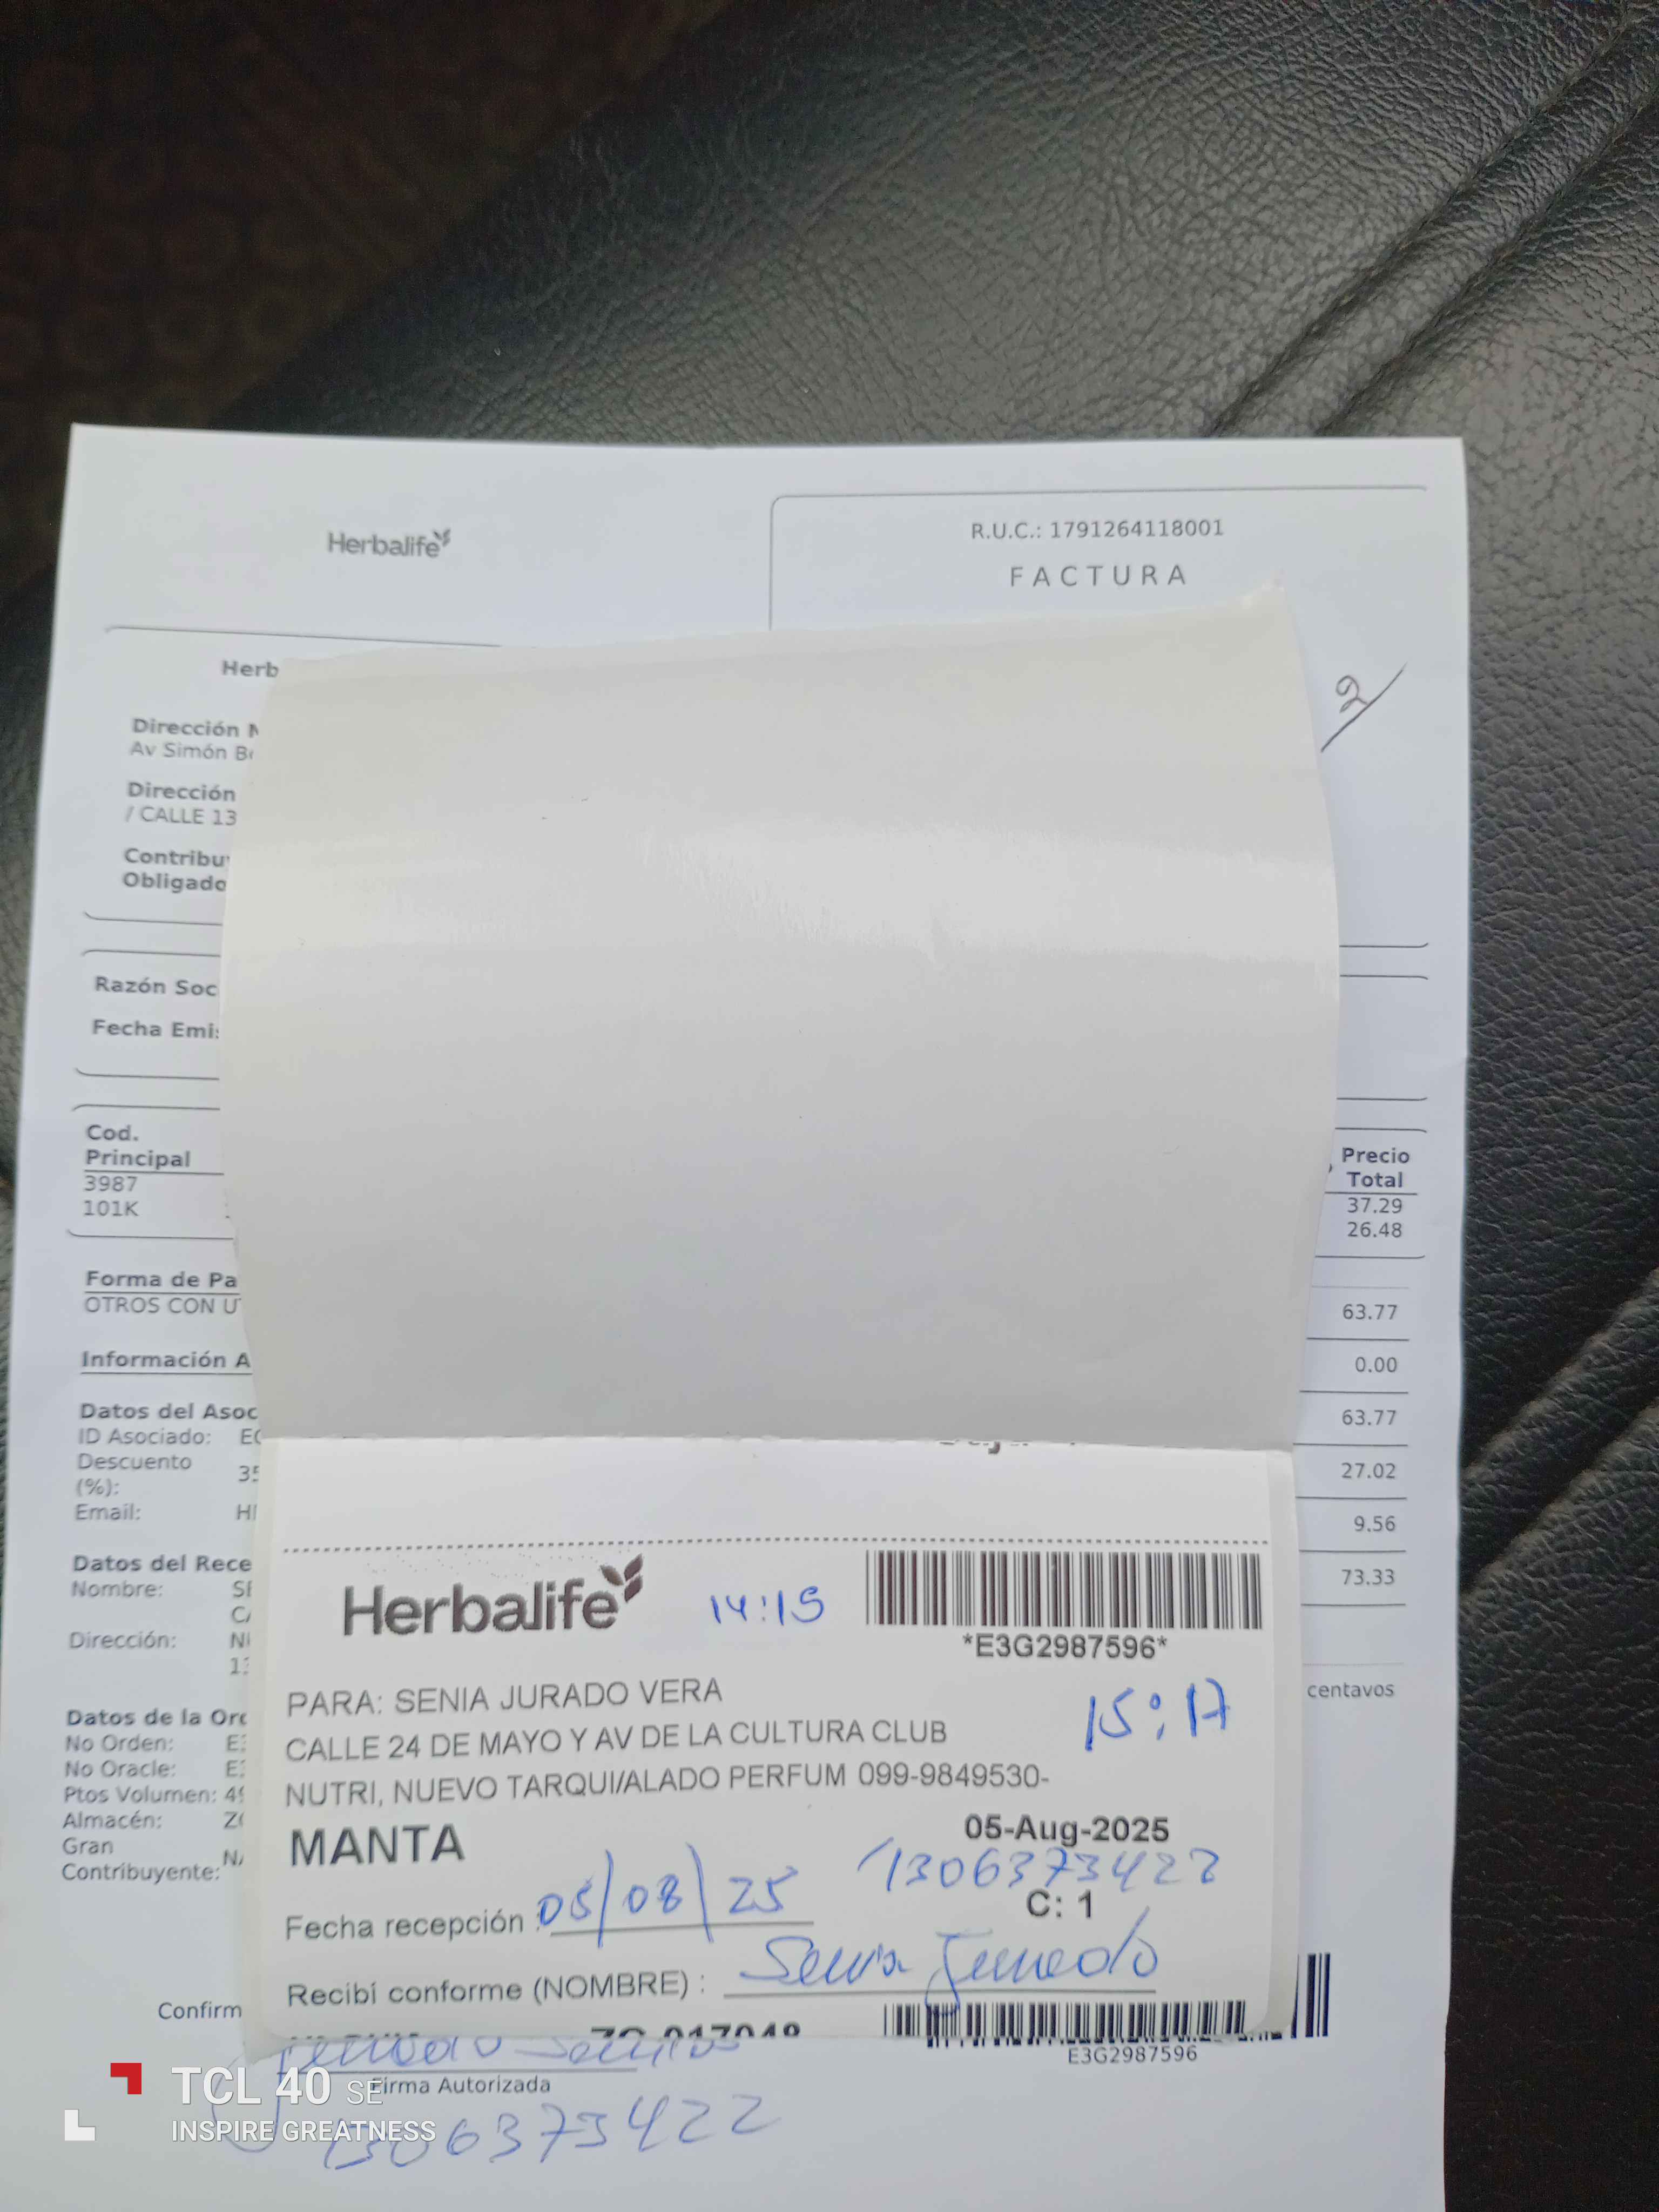 Herbalife
R.U.C.: 1791264118001
FACTURA
Herb
2/
Dirección
Av Simón
Dirección
/ CALLE 13
Contribu
Obligado
Razón Soc
Fecha Emi
Cod.
Principal
Precio
Total
3987
37.29
101K
26.48
Forma de Pa
OTROS CON
63.77
Información A
0.00
Datos del Asoc
63.77
ID Asociado:
Descuento
(%):
27.02
Email:
9.56
Datos del Rece
Nombre:
73.33
Dirección:
centavos
Datos de la Ord
No Orden:
No Oracle:
Ptos Volumen:
Almacén:
Gran
Contribuyente:
Herbalife
14:15
*E3G2987596*
PARA: SENIA JURADO VERA
15:17
CALLE 24 DE MAYO Y AV DE LA CULTURA CLUB
NUTRI, NUEVO TARQUI/ALADO PERFUM 099-9849530-
MANTA
05-Aug-2025
1306373422
C: 1
Fecha recepción : 05/08/25
Recibí conforme (NOMBRE) : Senia Jurado
Confirm
E3G2987596
Firma Autorizada
1306373422
TCL 40 SE
INSPIRE GREATNESS